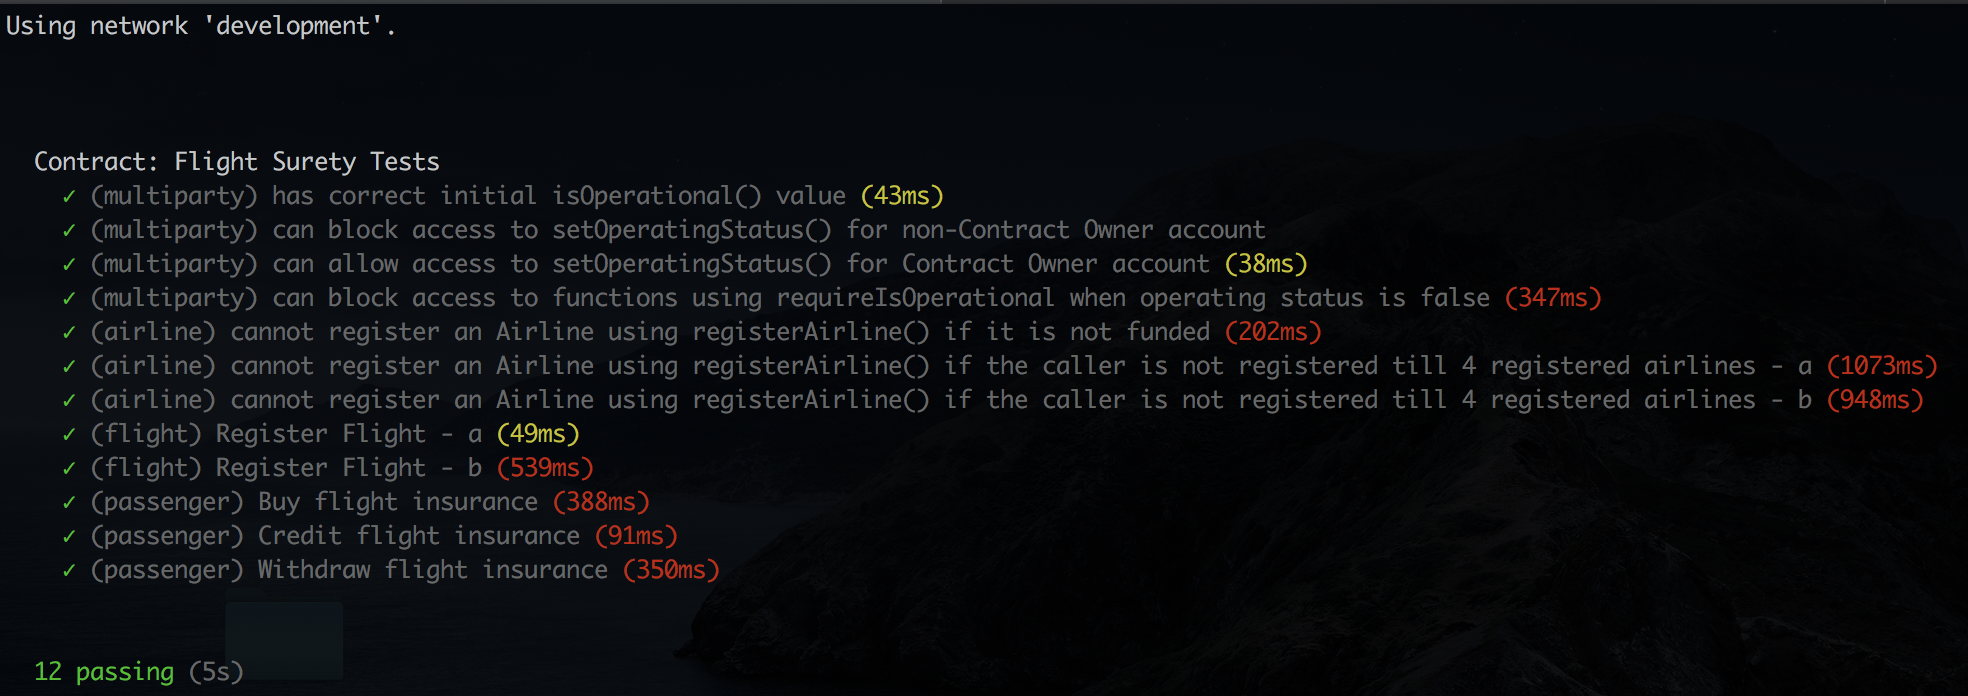 Using network 'development'.
Contract: Flight Surety Tests
✓ (multiparty) has correct initial isOperational() value (43ms)
✓ (multiparty) can block access to setOperatingStatus() for non-Contract Owner account
✓ (multiparty) can allow access to setOperatingStatus() for Contract Owner account (38ms)
✓ (multiparty) can block access to functions using requireIsOperational when operating status is false (347ms)
✓ (airline) cannot register an Airline using registerAirline() if it is not funded (202ms)
✓ (airline) cannot register an Airline using registerAirline() if the caller is not registered till 4 registered airlines - a (1073ms)
✓ (airline) cannot register an Airline using registerAirline() if the caller is not registered till 4 registered airlines - b (948ms)
✓ (flight) Register Flight - a (49ms)
✓ (flight) Register Flight - b (539ms)
✓ (passenger) Buy flight insurance (388ms)
✓ (passenger) Credit flight insurance (91ms)
✓ (passenger) Withdraw flight insurance (350ms)
12 passing (5s)